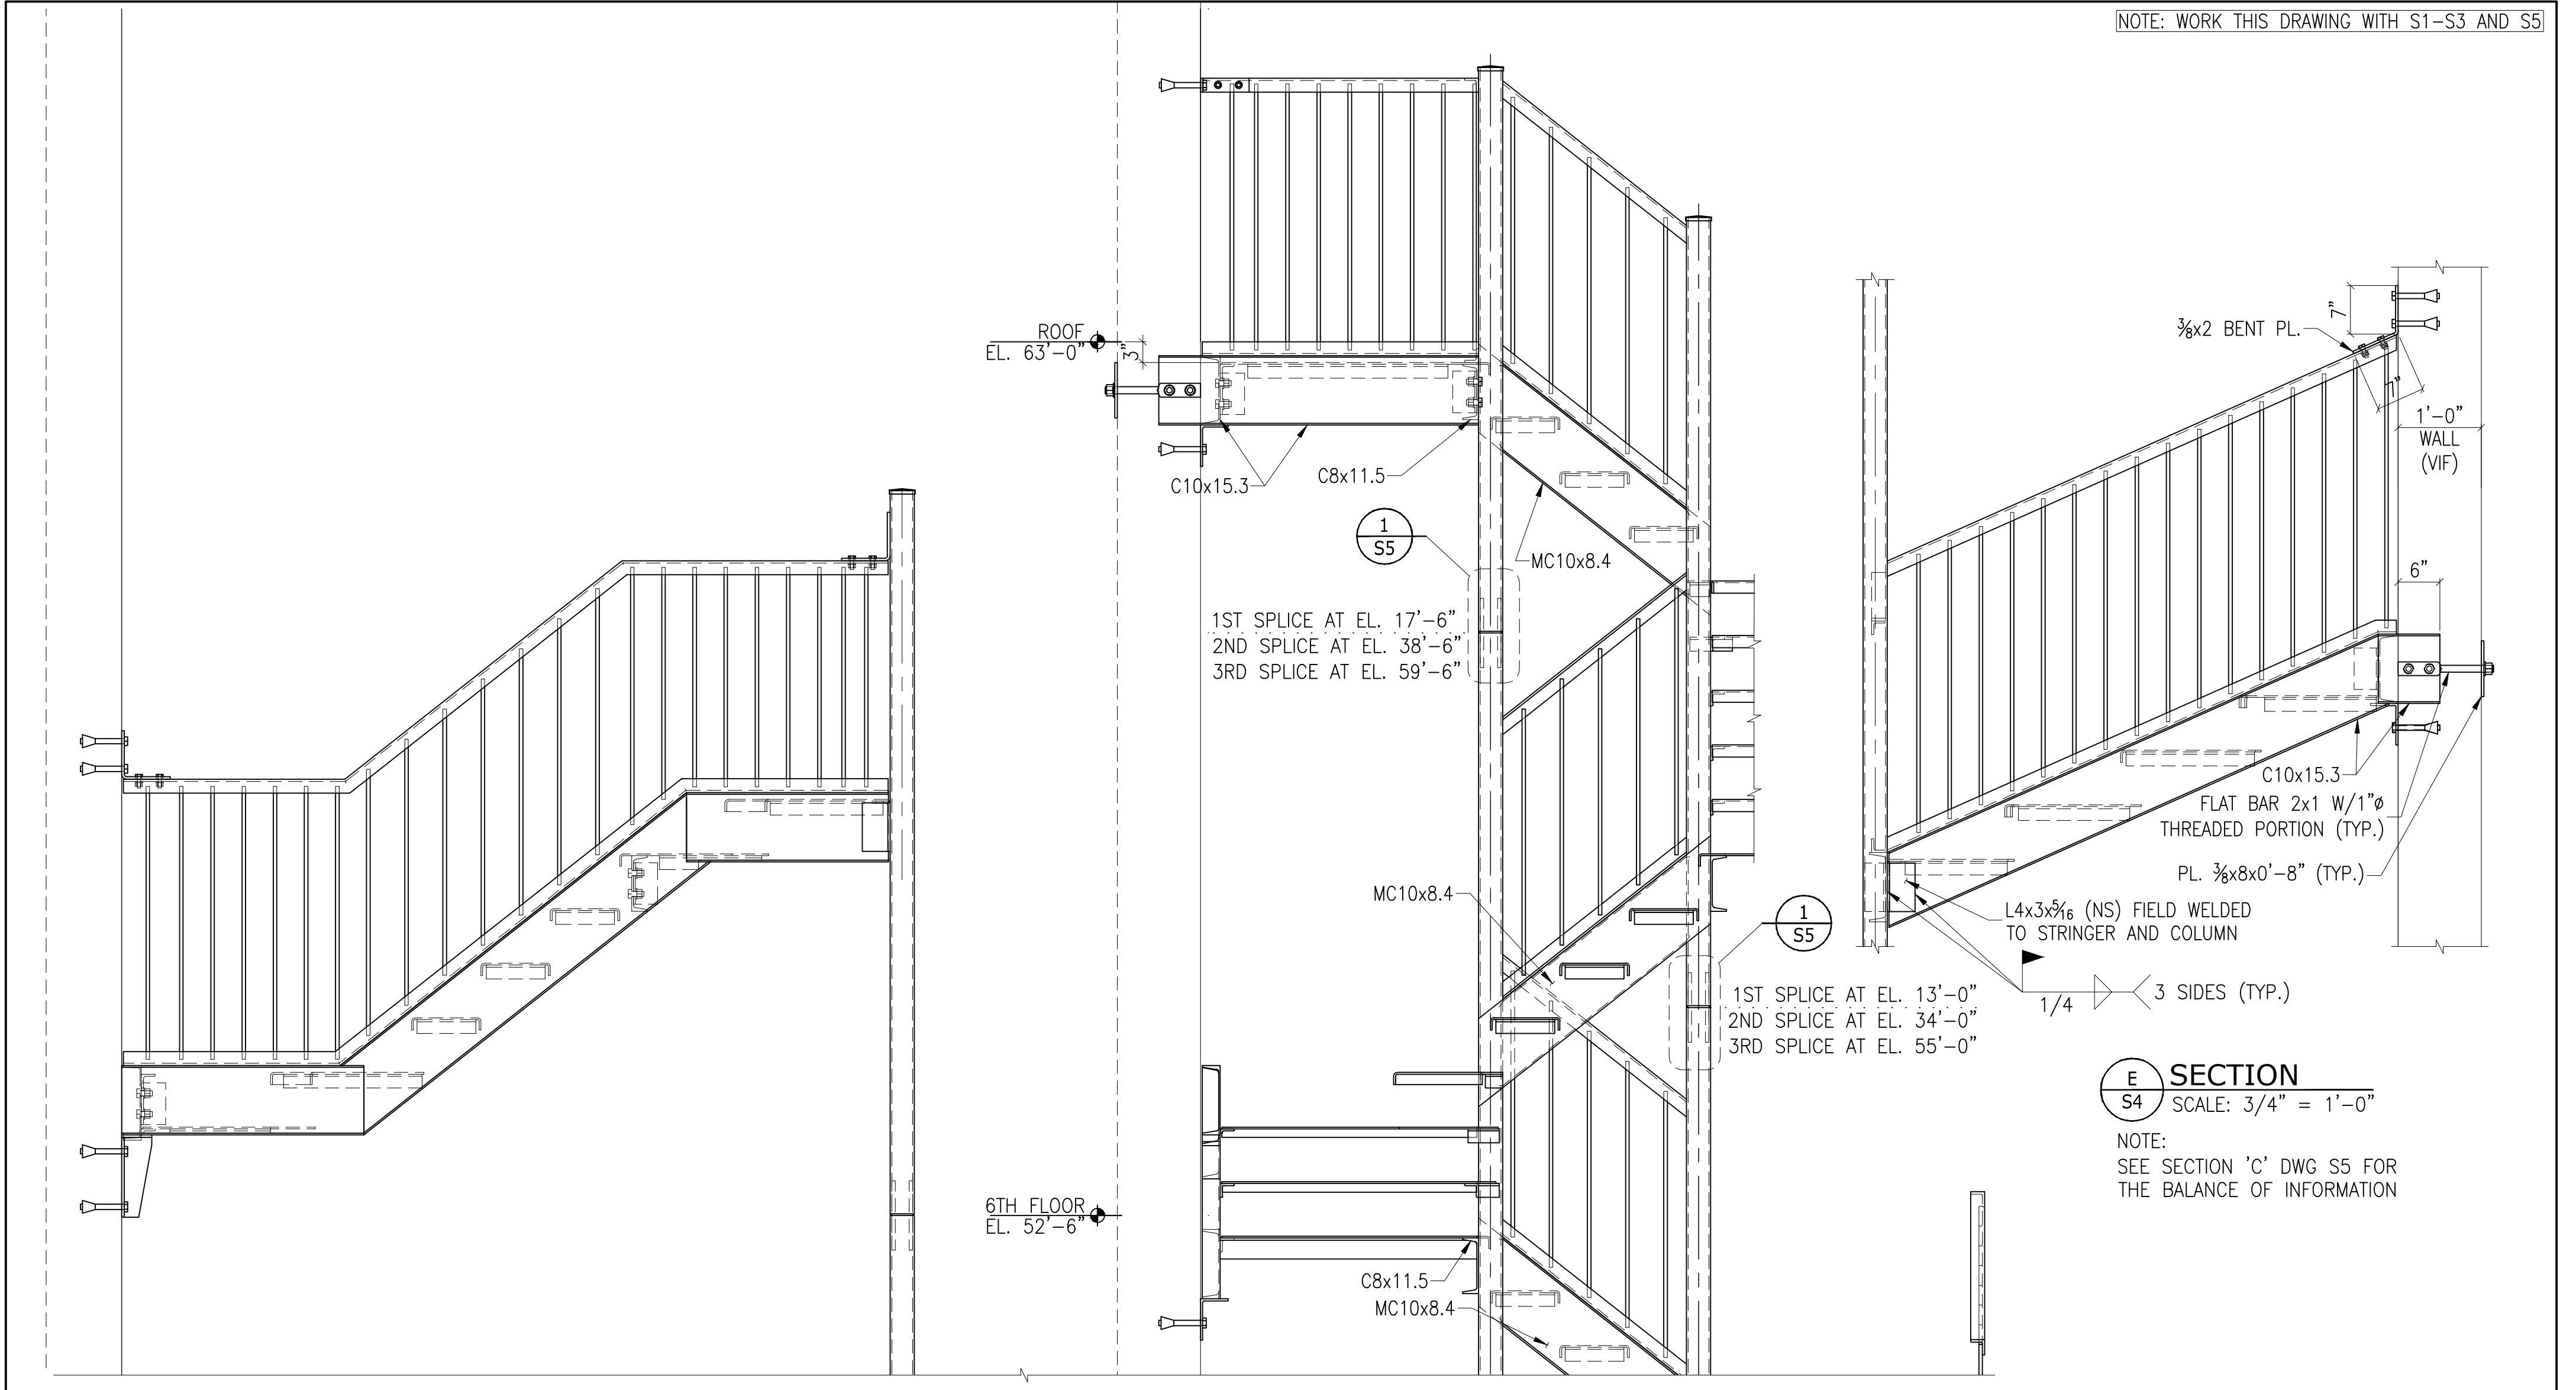 NOTE: WORK THIS DRAWING WITH S1-S3 AND S5
ROOF
EL. 63'-0"
3"
C10x15.3
C8x11.5
1
S5
MC10x8.4
1ST SPLICE AT EL. 17'-6"
2ND SPLICE AT EL. 38'-6"
3RD SPLICE AT EL. 59'-6"
⅜x2 BENT PL.
7"
7"
1'-0"
WALL
(VIF)
6"
C10x15.3
FLAT BAR 2x1 W/1"ø
THREADED PORTION (TYP.)
PL. ⅜x8x0'-8" (TYP.)
L4x3x5⁄16 (NS) FIELD WELDED
TO STRINGER AND COLUMN
1/4
3 SIDES (TYP.)
MC10x8.4
1
S5
1ST SPLICE AT EL. 13'-0"
2ND SPLICE AT EL. 34'-0"
3RD SPLICE AT EL. 55'-0"
E
S4
SECTION
SCALE: 3/4" = 1'-0"
NOTE:
SEE SECTION 'C' DWG S5 FOR
THE BALANCE OF INFORMATION
6TH FLOOR
EL. 52'-6"
C8x11.5
MC10x8.4